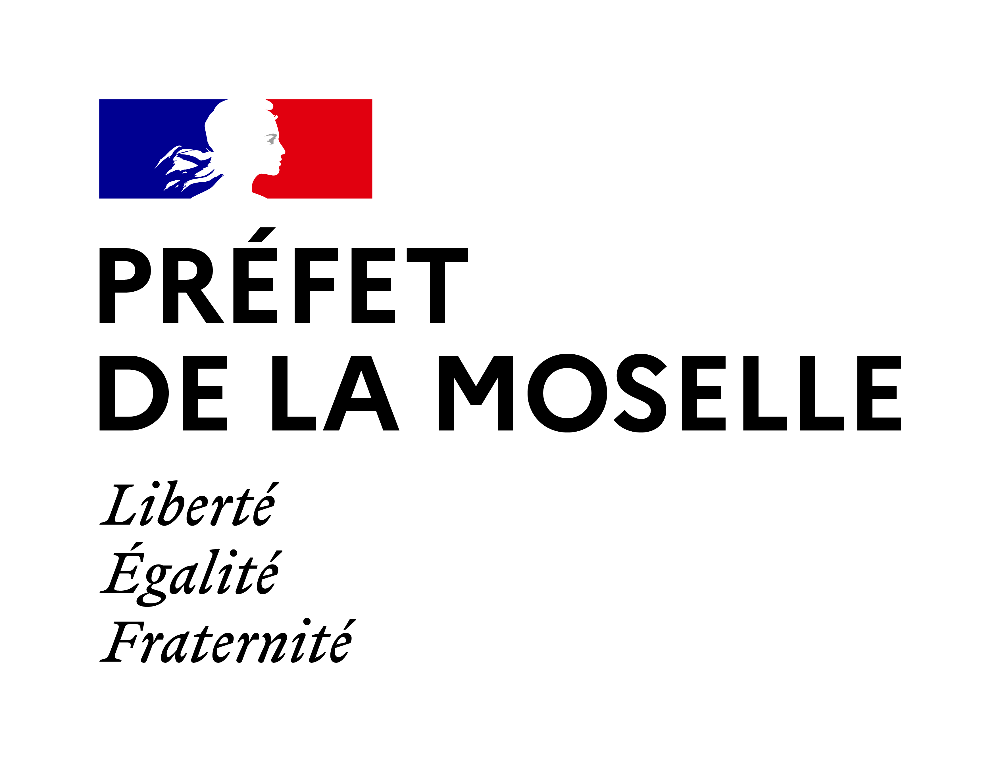 PRÉFET
DE LA MOSELLE
Liberté
Égalité
Fraternité